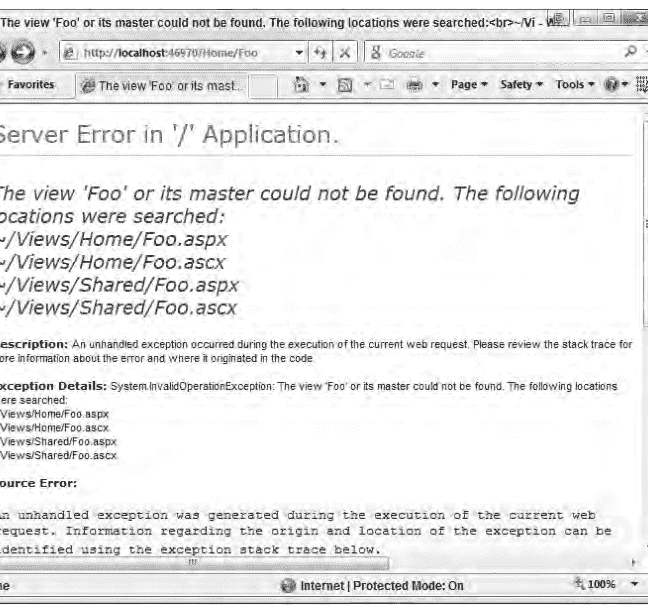 The view 'Foo' or its master could not be found. The following locations were searched:<br>~/Vi - W...
http://localhost:46970/Home/Foo
Google
Favorites
The view 'Foo' or its mast...
Page Safety Tools
Server Error in '/' Application.
The view 'Foo' or its master could not be found. The following
locations were searched:
~/Views/Home/Foo.aspx
~/Views/Home/Foo.ascx
~/Views/Shared/Foo.aspx
~/Views/Shared/Foo.ascx
escription: An unhandled exception occurred during the execution of the current web request. Please review the stack trace for
ore information about the error and where it originated in the code.
xception Details: System.InvalidOperationException: The view 'Foo' or its master could not be found. The following locations
ere searched:
Views/Home/Foo.aspx
Views/Home/Foo.ascx
Views/Shared/Foo.aspx
Views/Shared/Foo.ascx
ource Error:
An unhandled exception was generated during the execution of the current web
request. Information regarding the origin and location of the exception can be
identified using the exception stack trace below.
ne
Internet | Protected Mode: On
100%